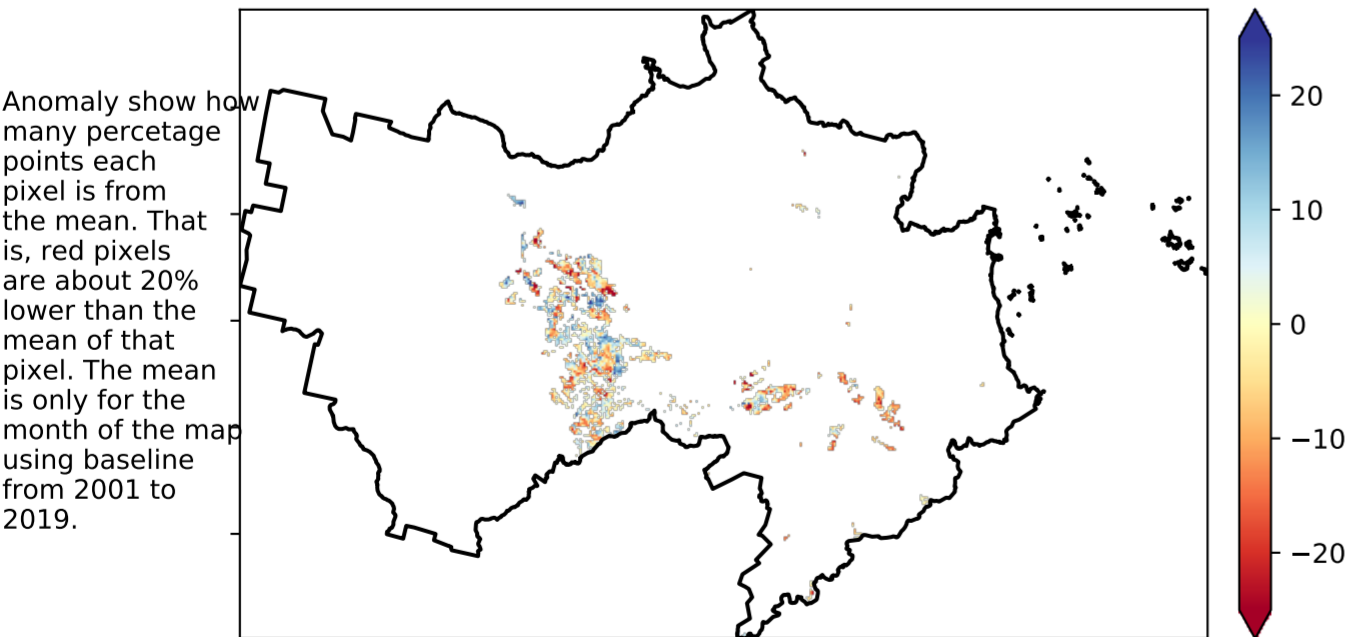 Anomaly show how
many percetage
points each
pixel is from
the mean. That
is, red pixels
are about 20%
lower than the
mean of that
pixel. The mean
is only for the
month of the map
using baseline
from 2001 to
2019.
20
10
0
−10
−20